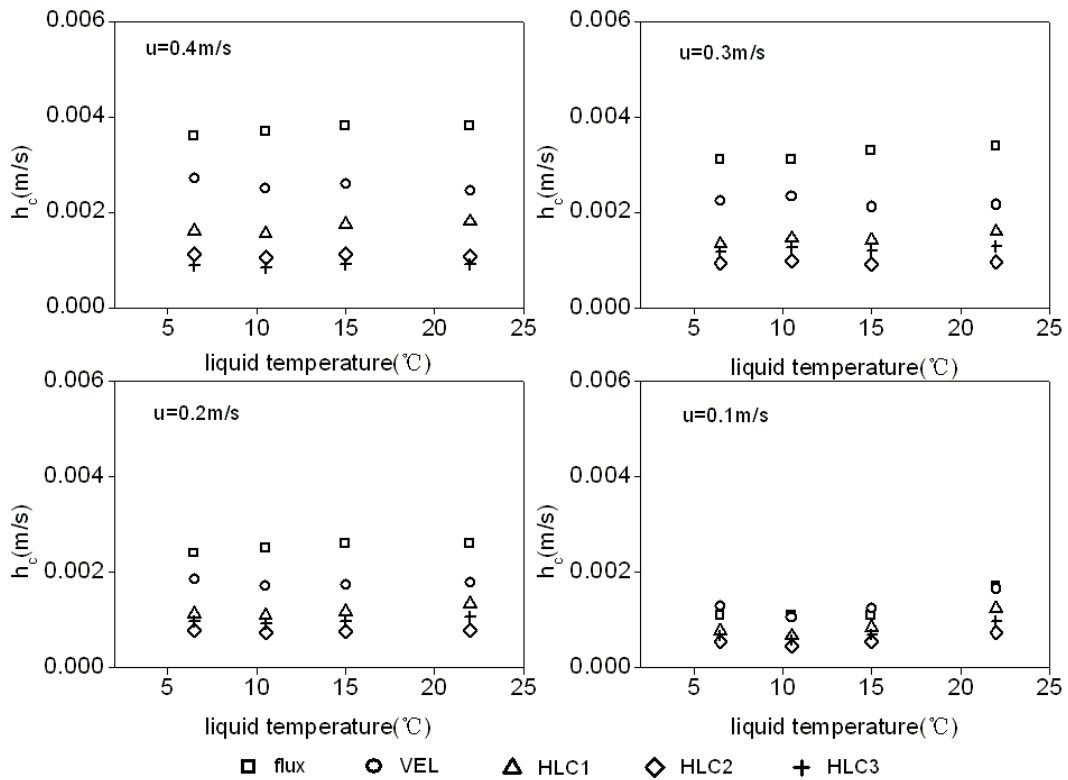 0.006
u=0.4m/s
0.004
h_c(m/s)
0.002
0.000
5 10 15 20 25
liquid temperature(℃)
0.006
u=0.3m/s
0.004
h_c(m/s)
0.002
0.000
5 10 15 20 25
liquid temperature(℃)
0.006
u=0.2m/s
0.004
h_c(m/s)
0.002
0.000
5 10 15 20 25
liquid temperature(℃)
0.006
u=0.1m/s
0.004
h_c(m/s)
0.002
0.000
5 10 15 20 25
liquid temperature(℃)
flux VEL HLC1 HLC2 HLC3